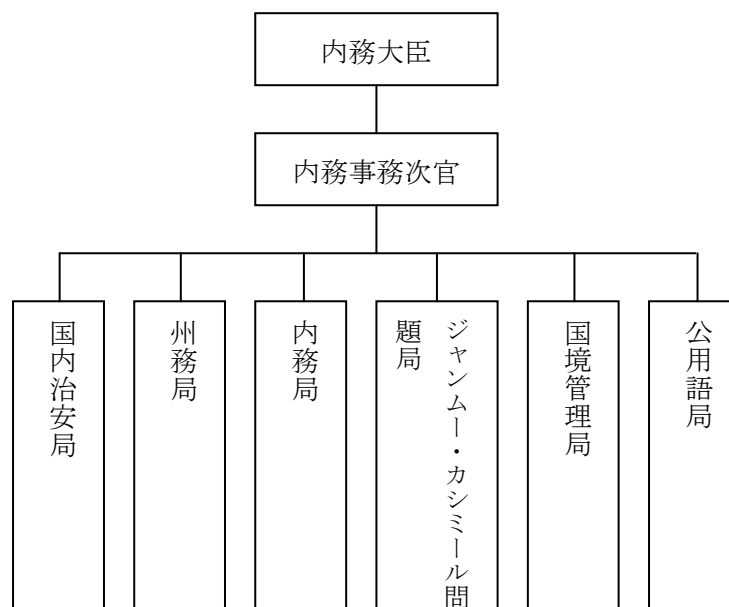 内務大臣
内務事務次官
国内治安局
州務局
内務局
ジャンムー・カシミール問
題局
国境管理局
公用語局